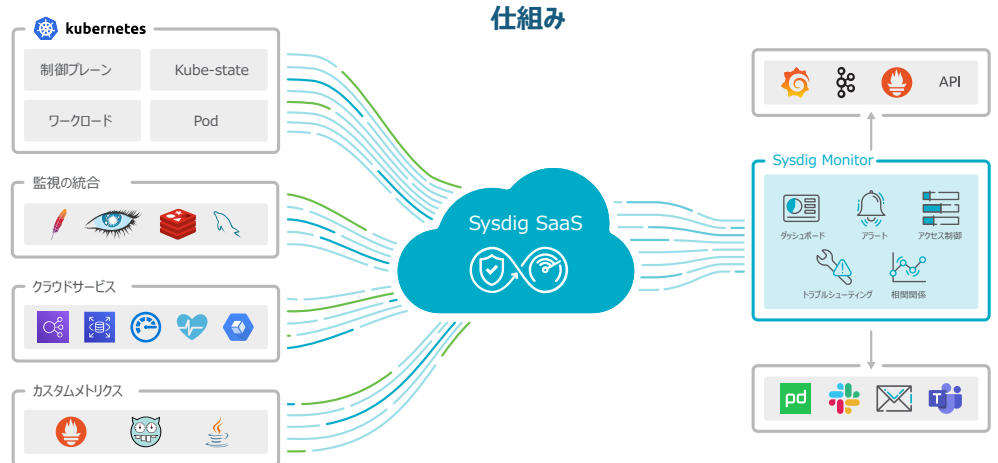 仕組み
kubernetes
制御プレーン
Kube-state
ワークロード
Pod
監視の統合
クラウドサービス
カスタムメトリクス
Sysdig SaaS
API
Sysdig Monitor
ダッシュボード
アラート
アクセス制御
トラブルシューティング
相関関係
pd
T